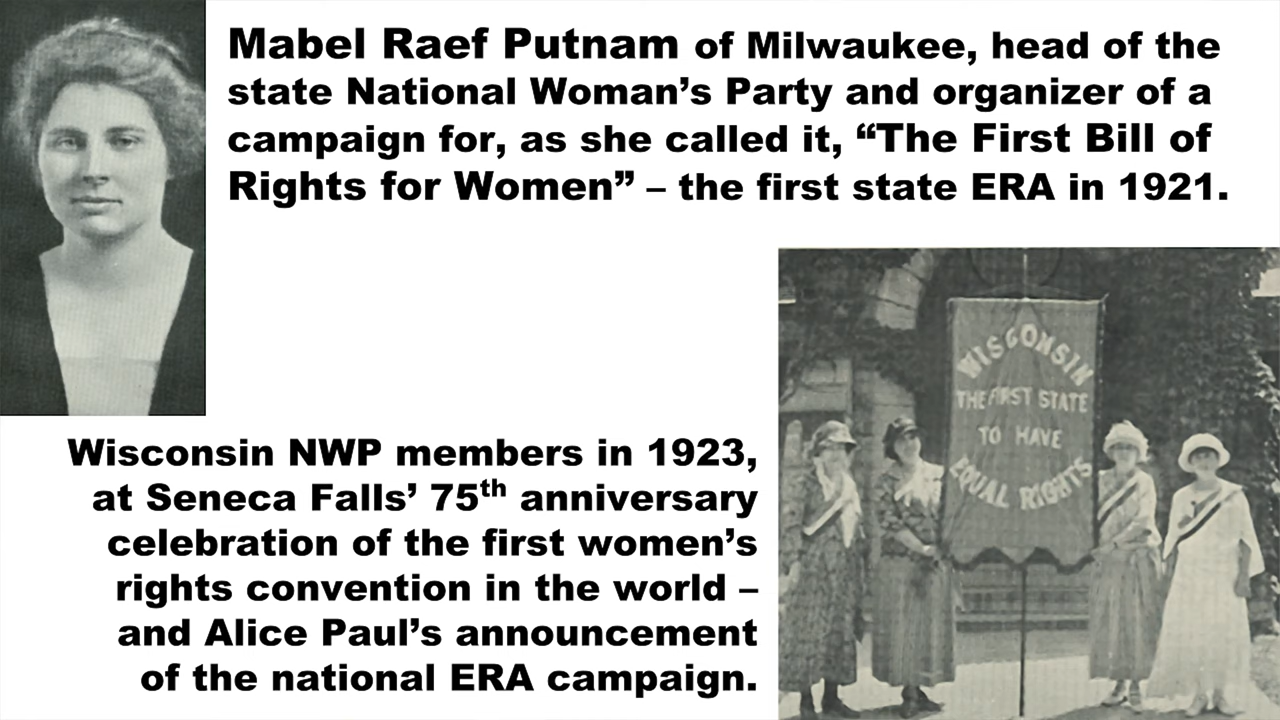 Mabel Raef Putnam of Milwaukee, head of the
state National Woman’s Party and organizer of a
campaign for, as she called it, “The First Bill of
Rights for Women” – the first state ERA in 1921.
WISCONSIN
THE FIRST STATE
TO HAVE
EQUAL RIGHTS
Wisconsin NWP members in 1923,
at Seneca Falls’ 75th anniversary
celebration of the first women’s
rights convention in the world –
and Alice Paul’s announcement
of the national ERA campaign.